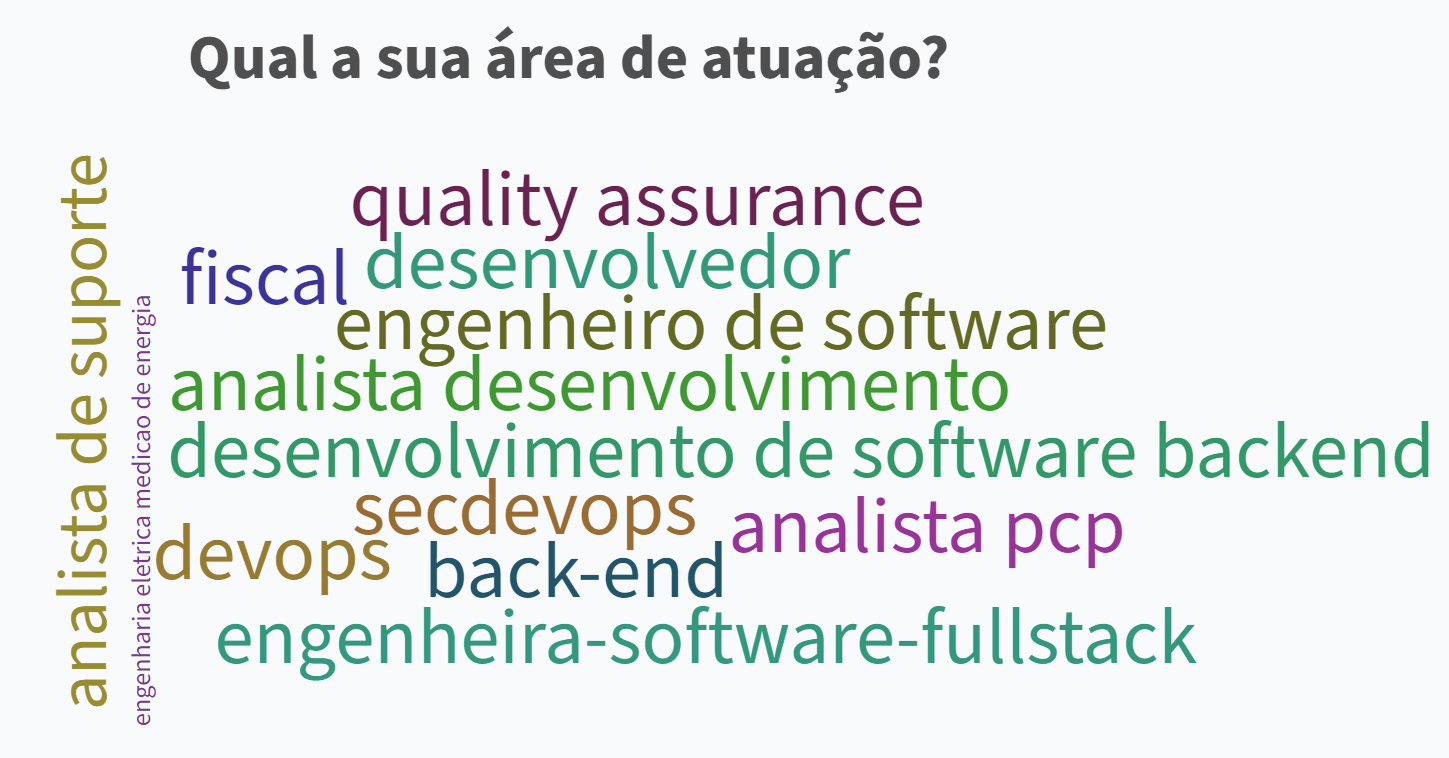 Qual a sua área de atuação?
analista de suporte
engenharia eletrica medicao de energia
quality assurance
fiscal
desenvolvedor
engenheiro de software
analista desenvolvimento
desenvolvimento de software backend
secdevops
analista pcp
devops
back-end
engenheira-software-fullstack